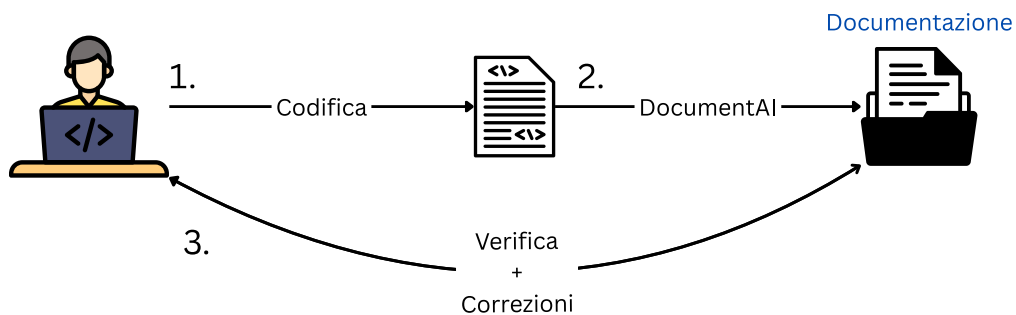 Documentazione
1.
</>
Codifica
<\>
<\>
2.
DocumentAI
3.
Verifica
+
Correzioni